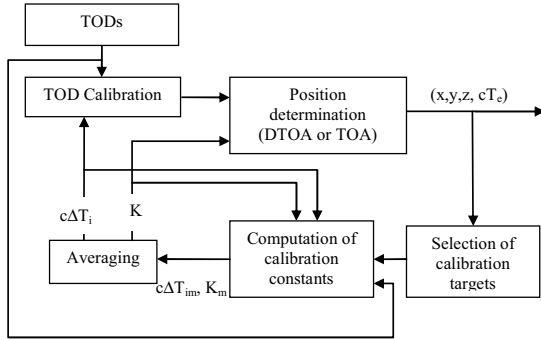 TODs
TOD Calibration
Position
determination
(DTOA or TOA)
(x,y,z, cTₑ)
cΔTᵢ
K
Averaging
cΔTᵢₘ, Kₘ
Computation of
calibration
constants
Selection of
calibration
targets